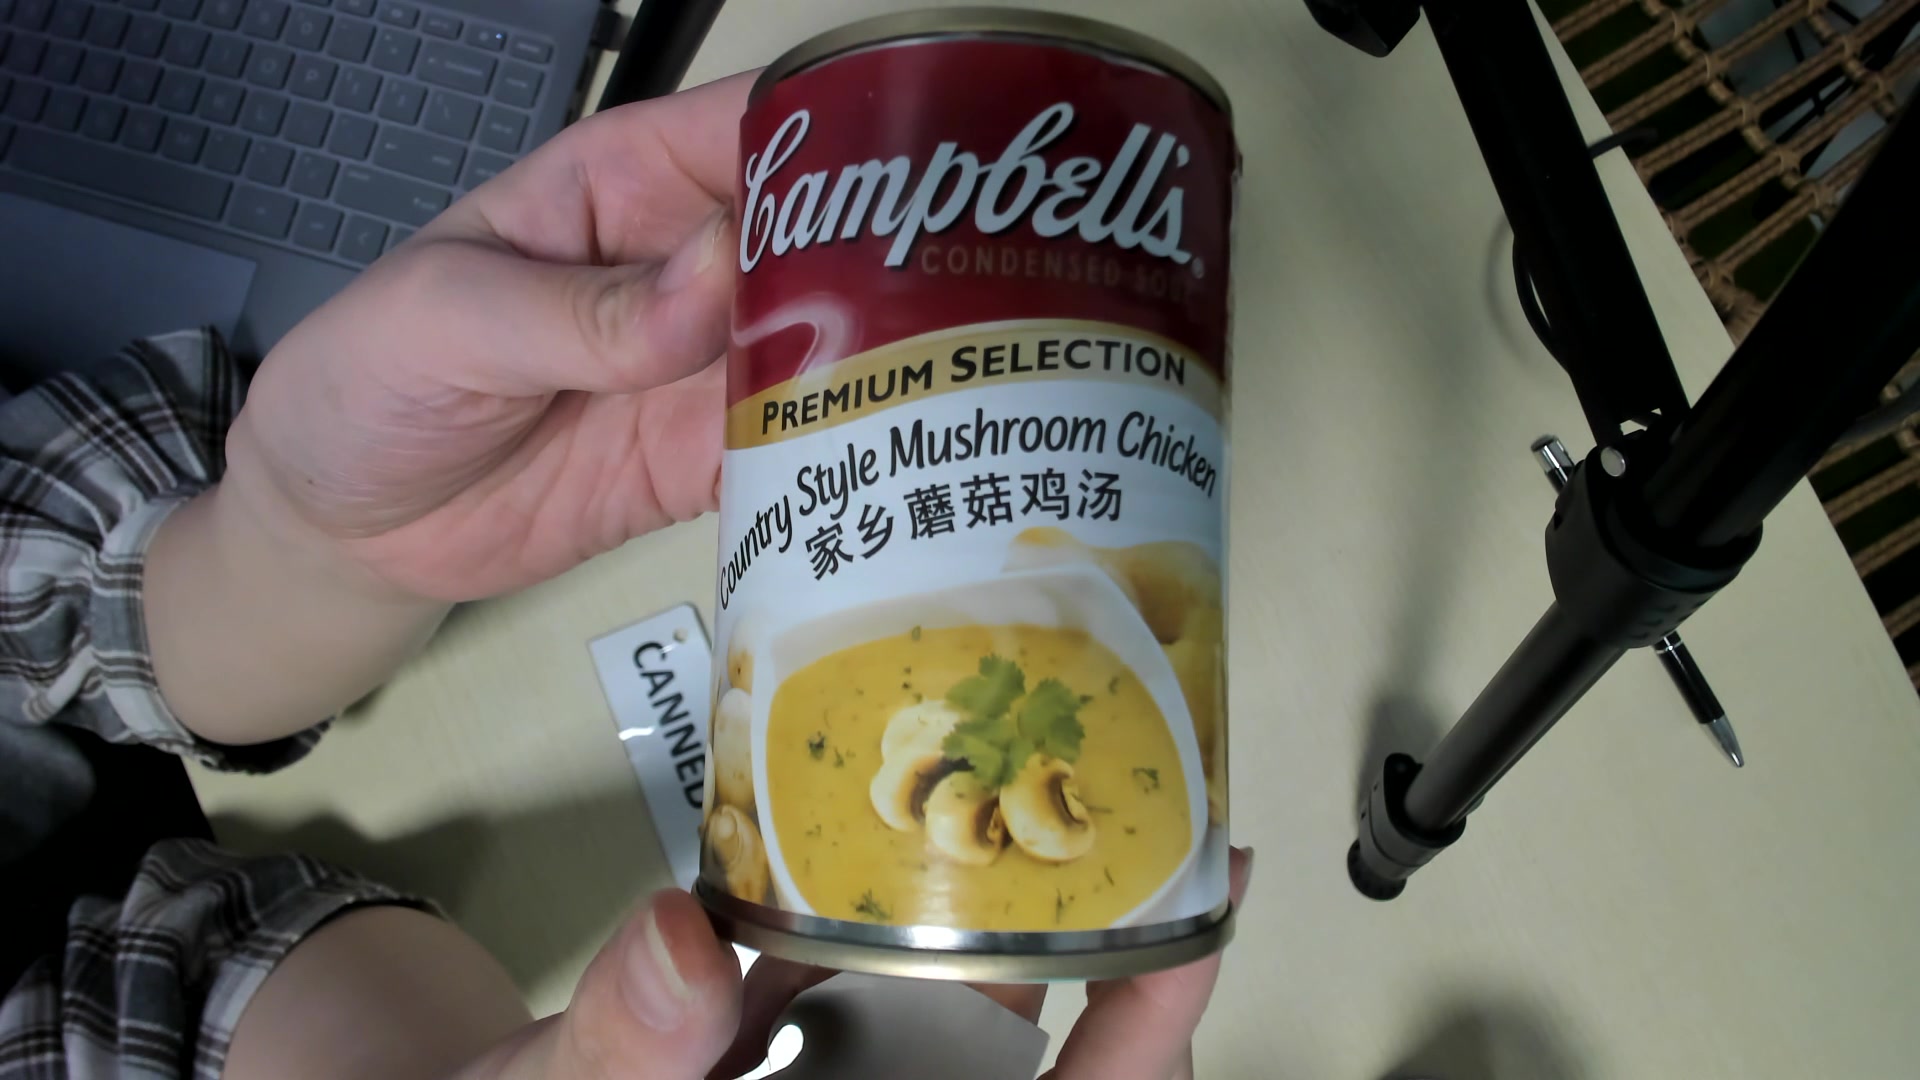 Campbell's®
CONDENSED SOUP
PREMIUM SELECTION
Country Style Mushroom Chicken
家乡蘑菇鸡汤
CANNED